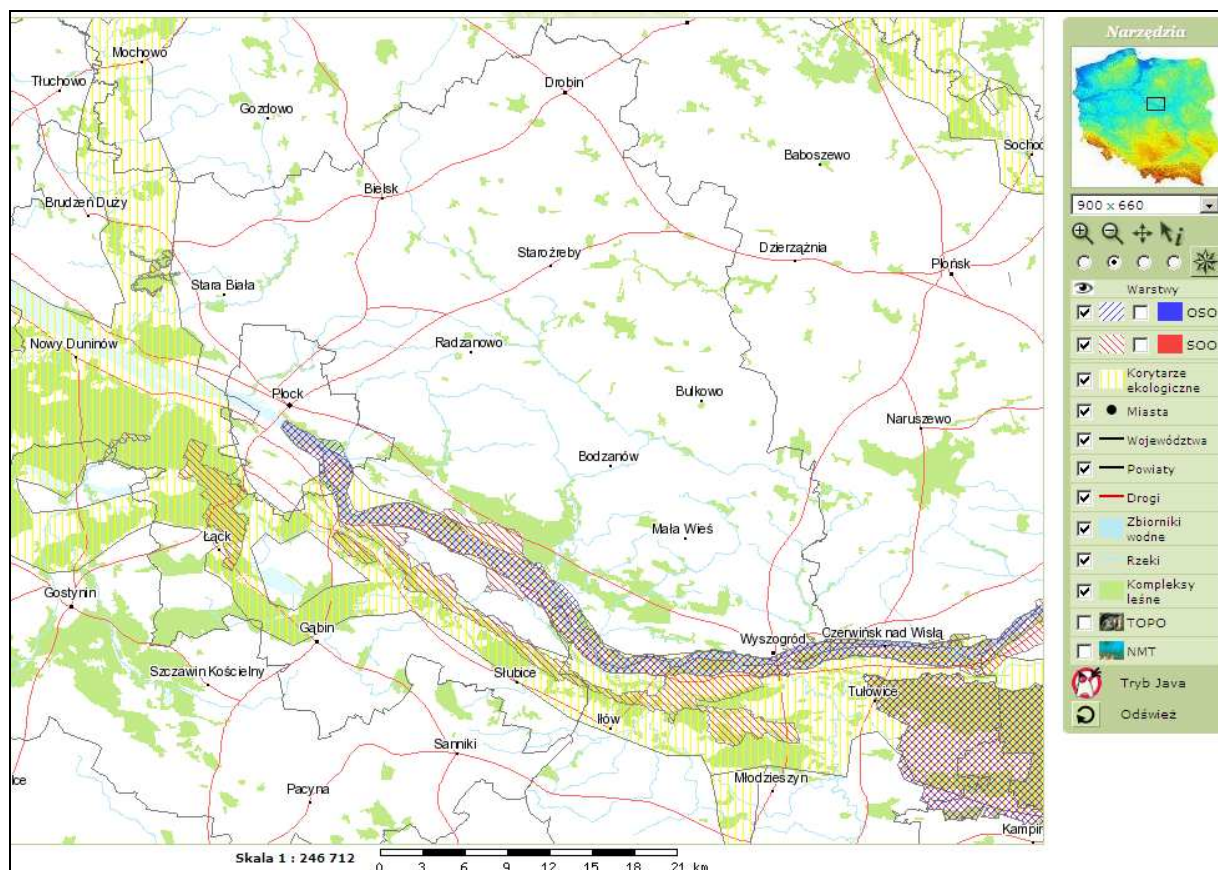 Mochowo
Tłuchowo
Gozdowo
Drobin
Baboszewo
Sochoc
Bielsk
Brudzeń Duży
Staroźreby
Dzierzążnia
Płońsk
Stara Biała
Nowy Duninów
Radzanowo
Płock
Bulkowo
Naruszewo
Bodzanów
Mała Wieś
Łąck
Gostynin
Gąbin
Wyszogród
Czerwińsk nad Wisłą
Szczawin Kościelny
Słubice
Tułowice
Iłów
Sanniki
Młodzieszyn
Pacyna
lce
Kampin
Skala 1 : 246 712
0 3 6 9 12 15 18 21 km
Narzędzia
900 x 660
Warstwy
OSO
SOO
Korytarze
ekologiczne
Miasta
Województwa
Powiaty
Drogi
Zbiorniki
wodne
Rzeki
Kompleksy
leśne
TOPO
NMT
Tryb Java
Odśwież